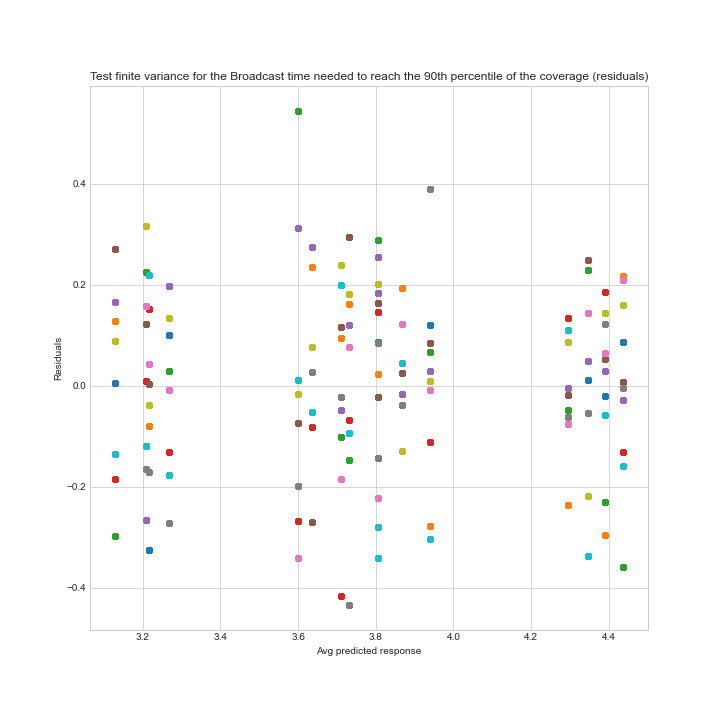 Test finite variance for the Broadcast time needed to reach the 90th percentile of the coverage (residuals)
0.4
0.2
0.0
−0.2
−0.4
Residuals
3.2 3.4 3.6 3.8 4.0 4.2 4.4
Avg predicted response